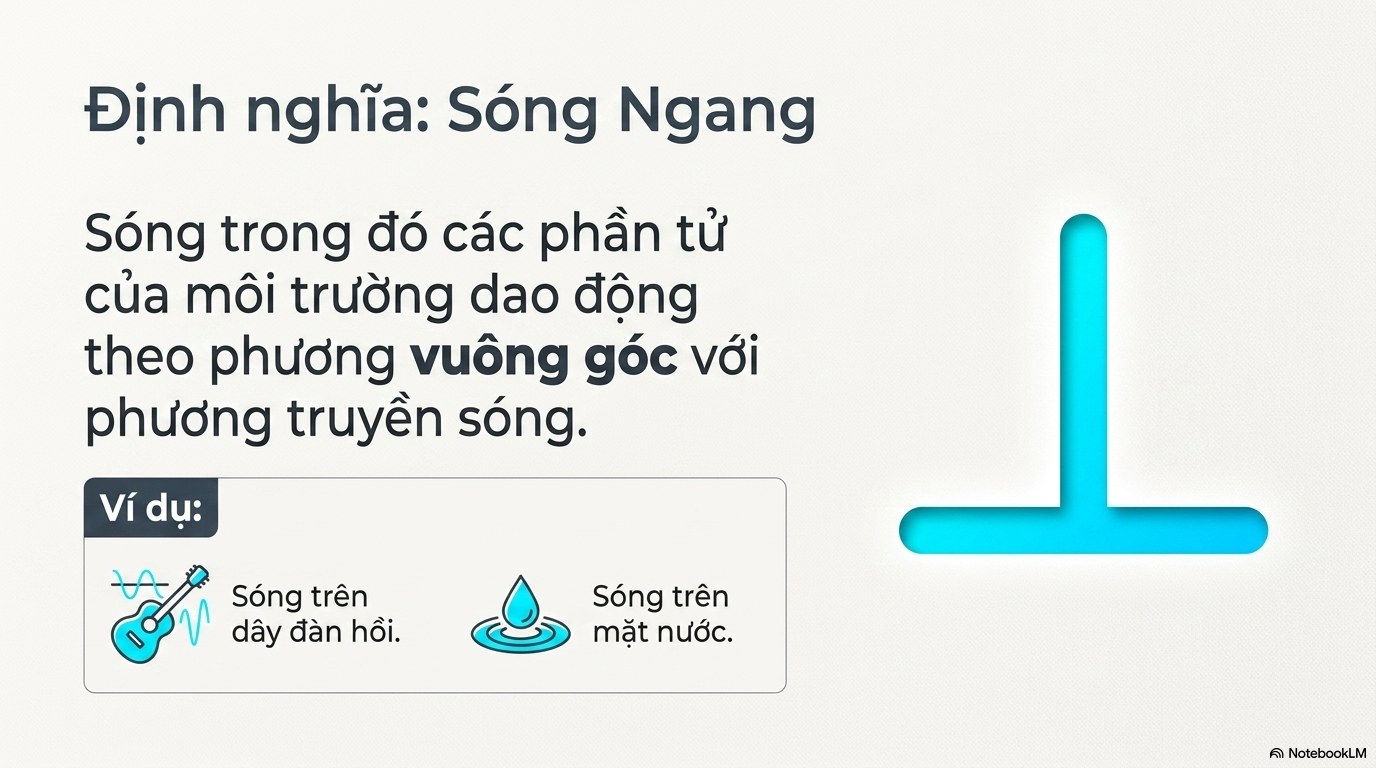 Định nghĩa: Sóng Ngang
Sóng trong đó các phần tử
của môi trường dao động
theo phương vuông góc với
phương truyền sóng.
Ví dụ:
Sóng trên
dây đàn hồi.
Sóng trên
mặt nước.
NotebookLM